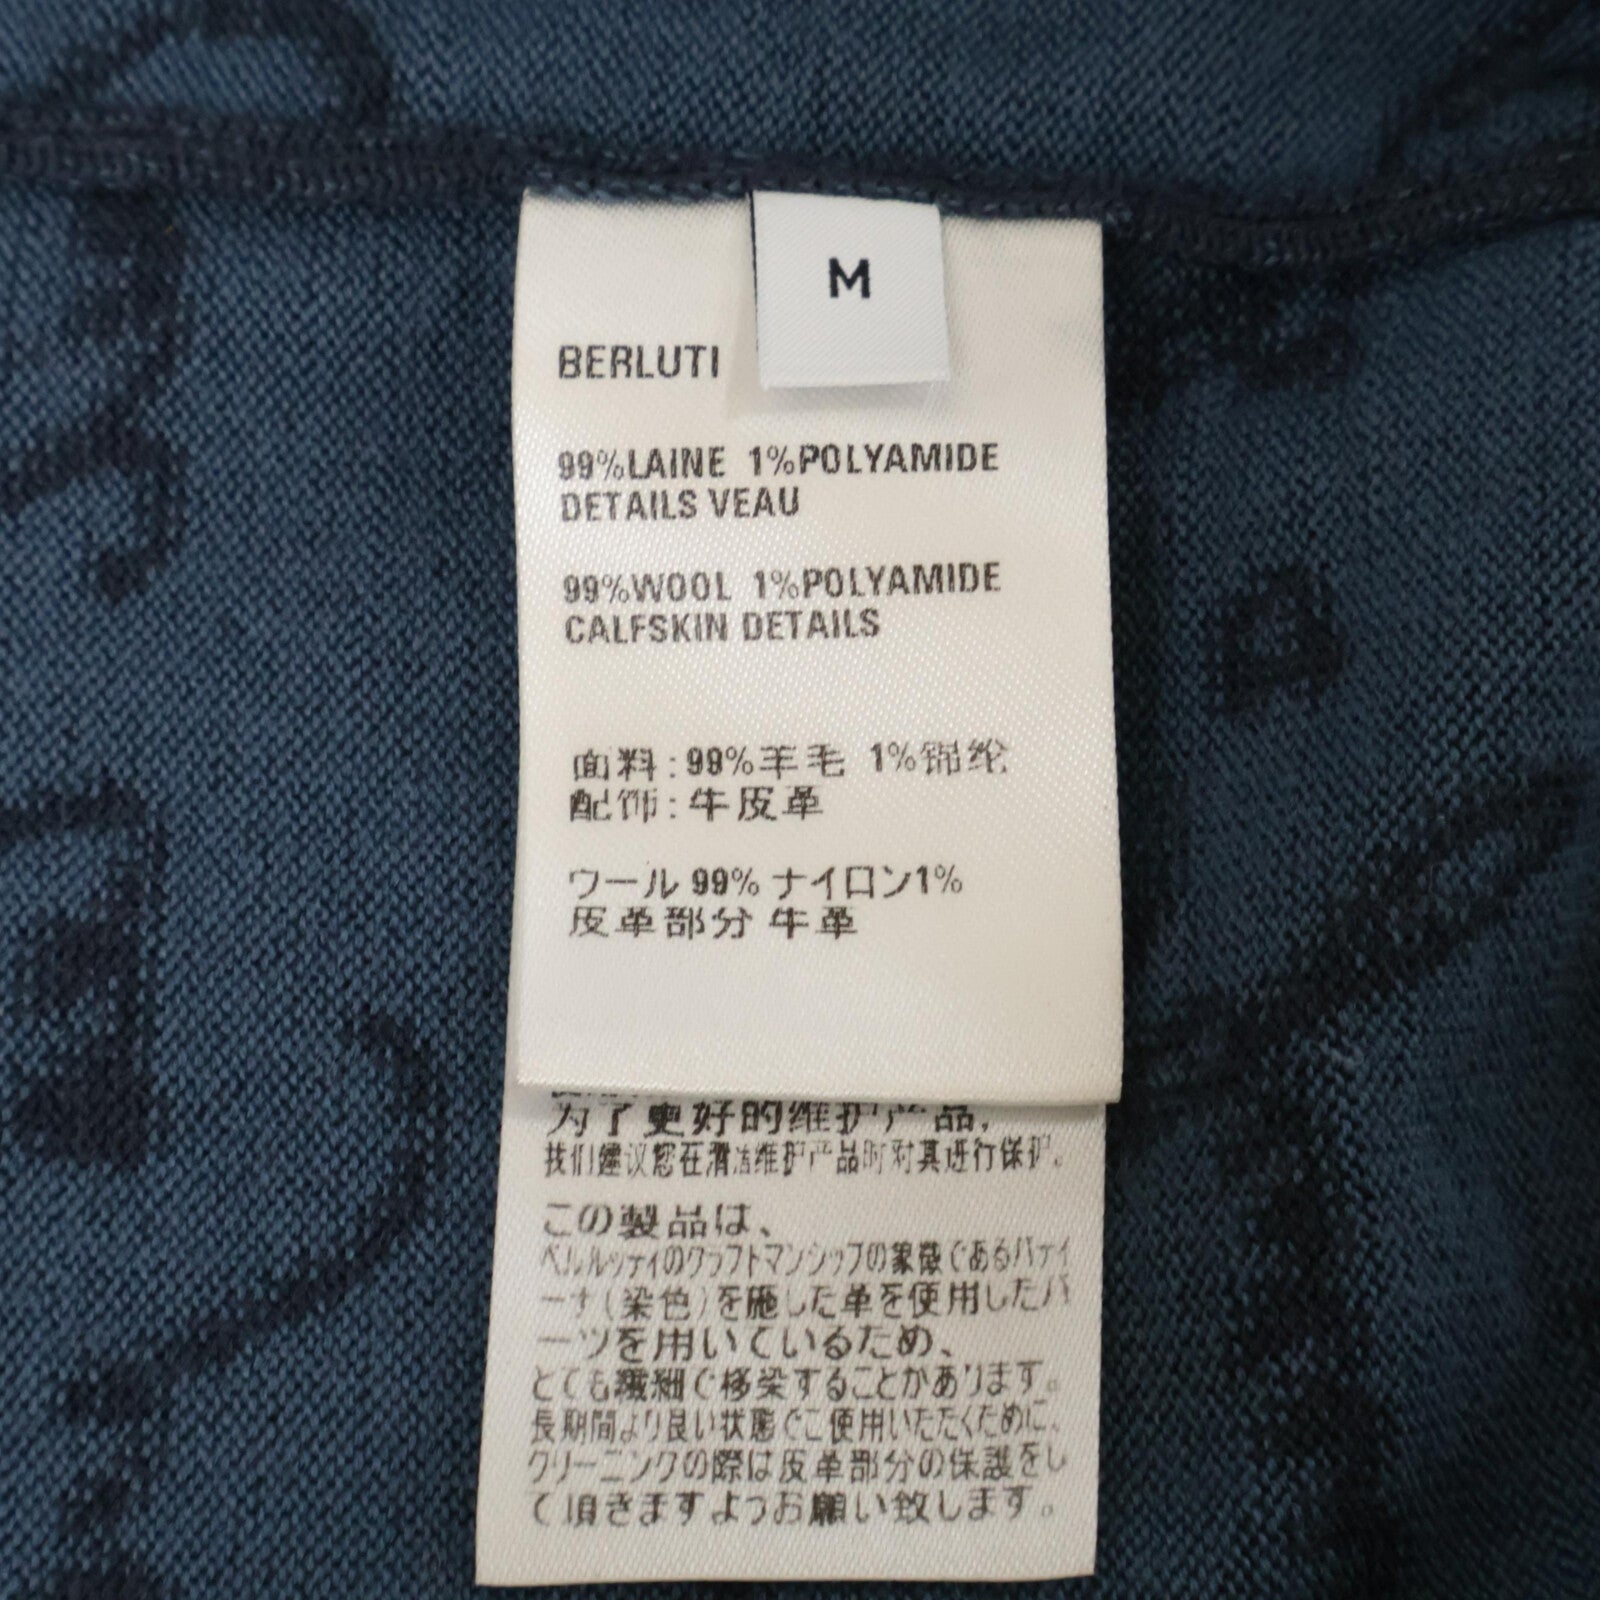 M
BERLUTI
99%LAINE 1%POLYAMIDE
DETAILS VEAU
99%WOOL 1%POLYAMIDE
CALFSKIN DETAILS
面料:99%羊毛 1%锦纶
配饰:牛皮革
ウール 99% ナイロン1%
皮革部分 牛革
为了更好的维护产品,
我们建议您在清洁维护产品时对其进行保护。
この製品は、
ベルルッティのクラフトマンシップの象徴であるパティ
ーヌ(染色)を施した革を使用したパ
ーツを用いているため、
とても繊細で移染することがあります。
長期間より良い状態でご使用いただくために、
クリーニングの際は皮革部分の保護をし
て頂きますようお願い致します。